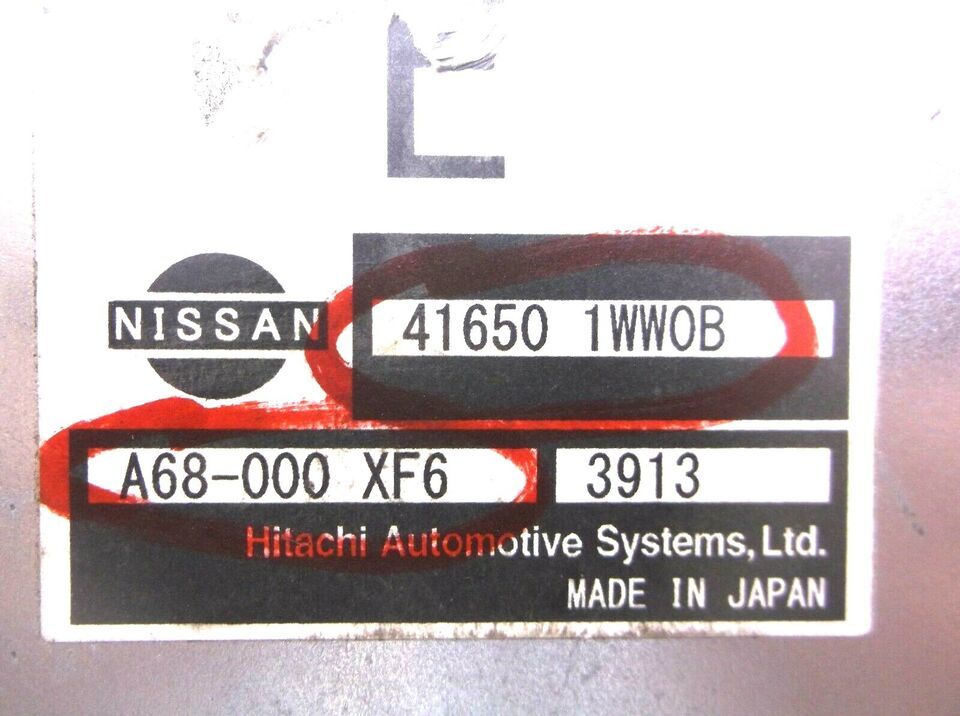 NISSAN
41650 1WW0B
A68-000 XF6
3913
Hitachi Automotive Systems, Ltd.
MADE IN JAPAN